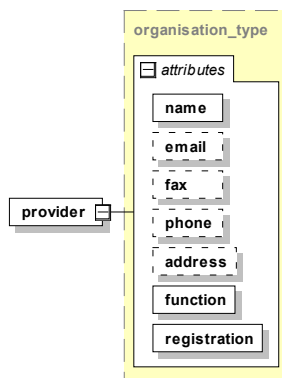 organisation_type
attributes
name
email
fax
phone
provider
address
function
registration